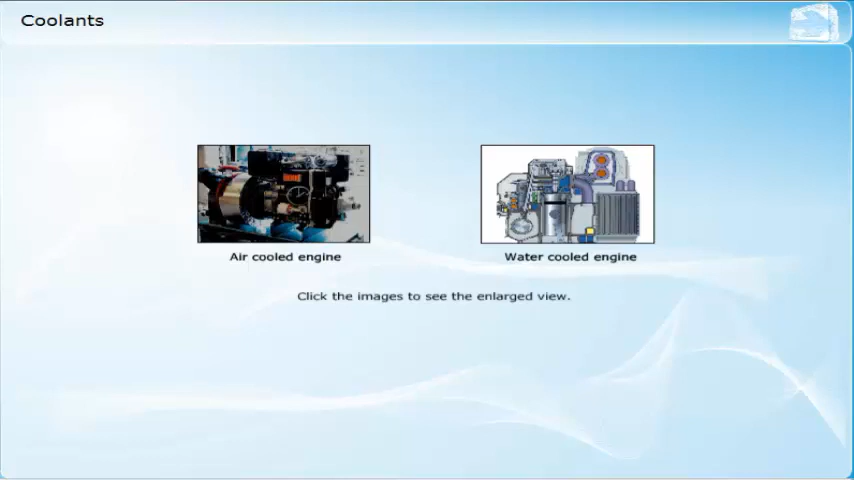 Coolants
Air cooled engine
Water cooled engine
Click the images to see the enlarged view.